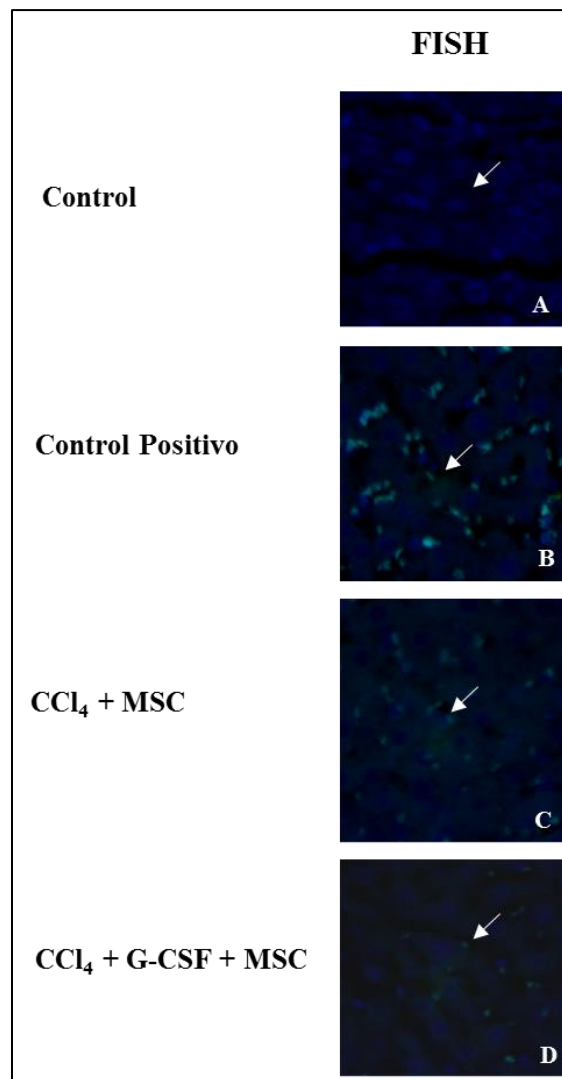 FISH
Control
A
Control Positivo
B
CCl₄ + MSC
C
CCl₄ + G-CSF + MSC
D